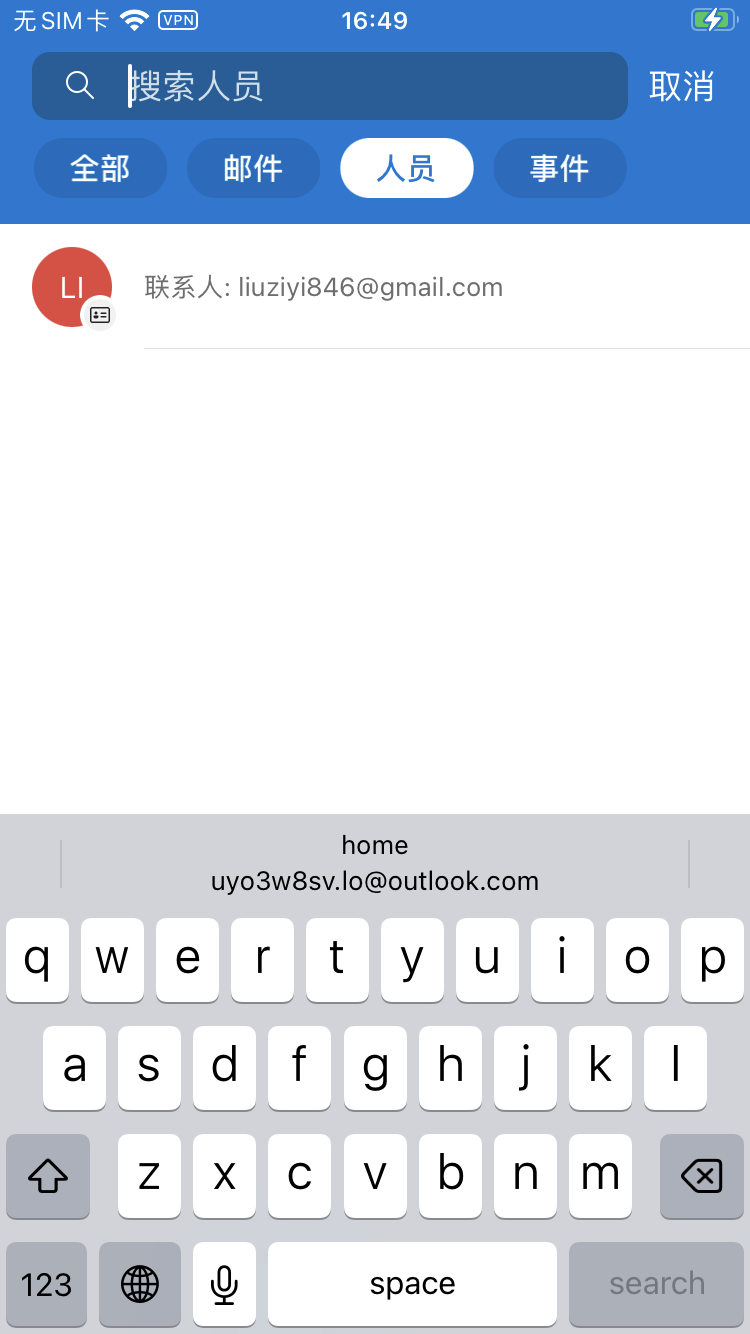 无SIM卡 VPN 16:49
搜索人员 取消
全部 邮件 人员 事件
LI 联系人: liuziyi846@gmail.com
home
uyo3w8sv.lo@outlook.com
q w e r t y u i o p
a s d f g h j k l
z x c v b n m
123 space search